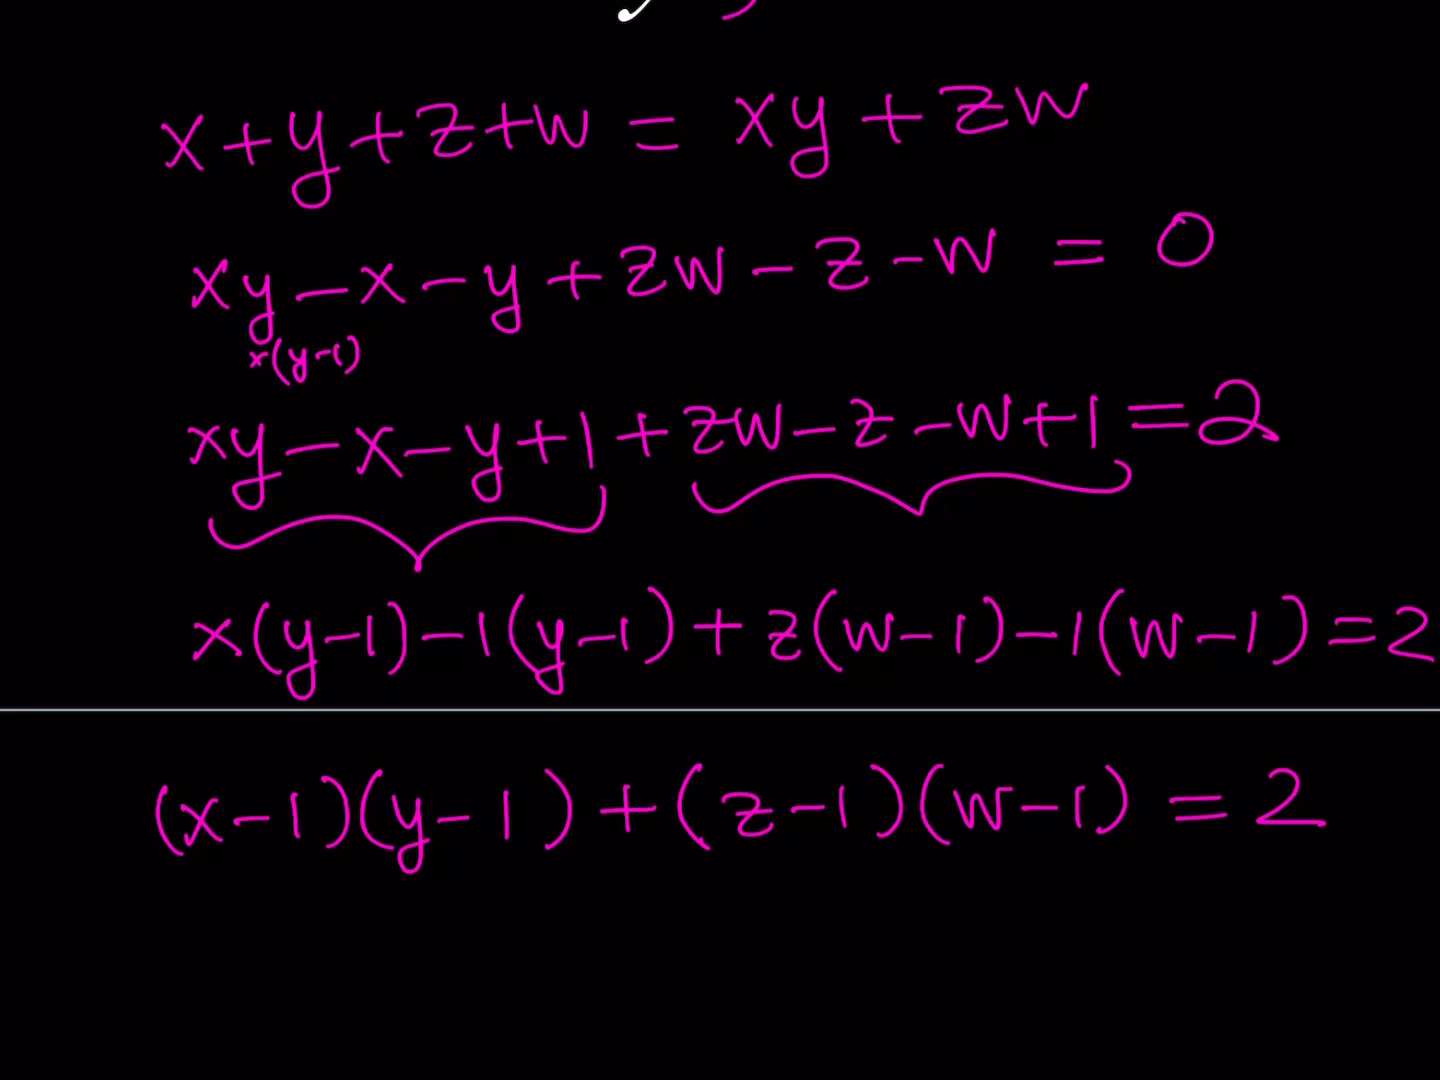 x+y+z+w = xy+zw
xy-x-y+zw-z-w = 0
x(y-1)
xy-x-y+1+zw-z-w+1=2
x(y-1)-1(y-1)+z(w-1)-1(w-1)=2
(x-1)(y-1)+(z-1)(w-1) = 2